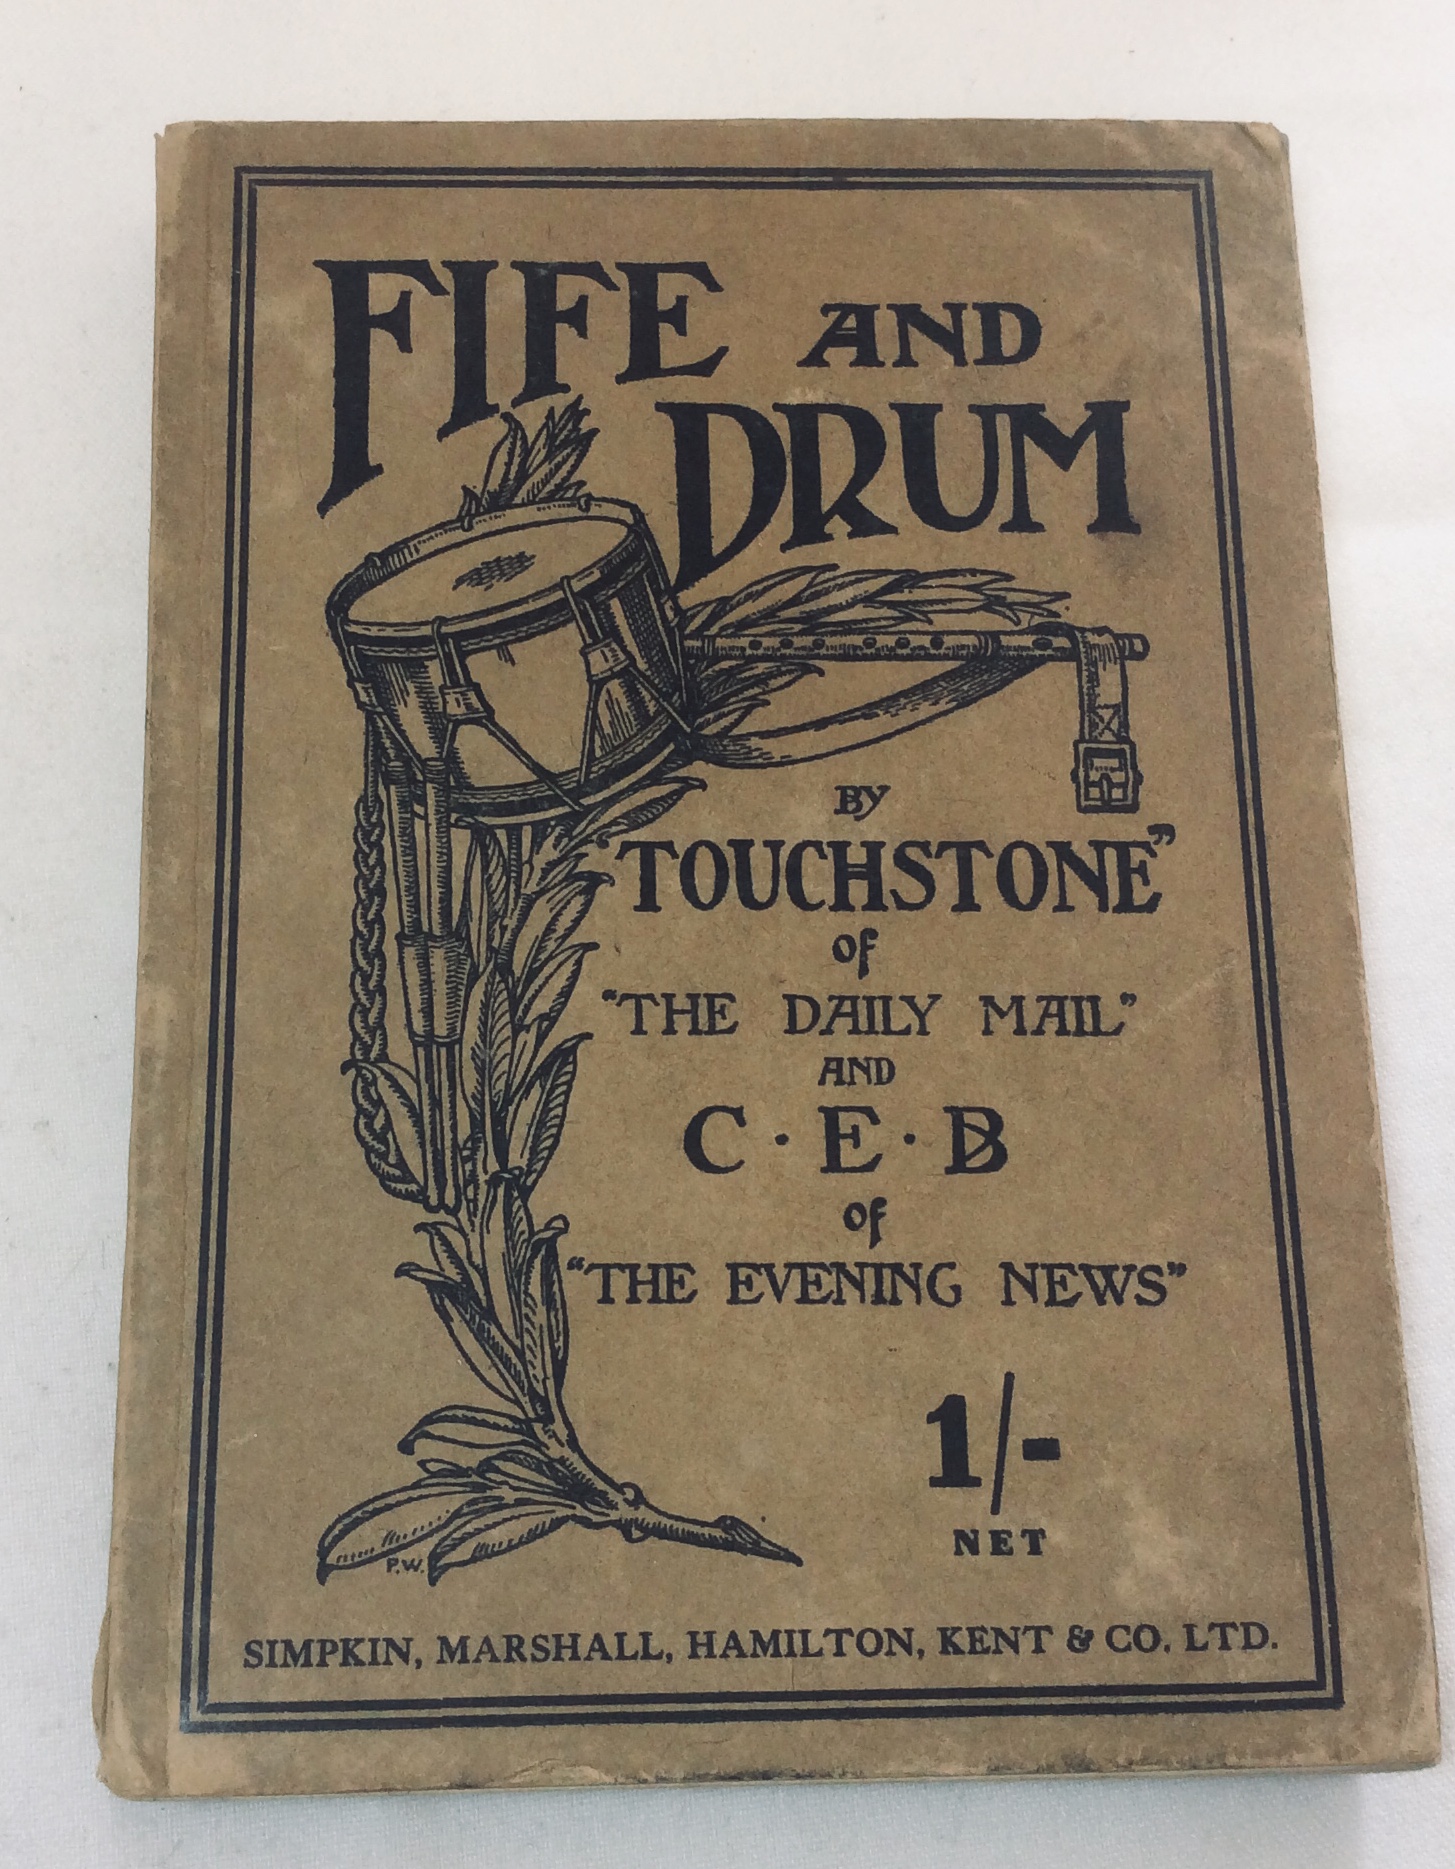 FIFE AND
DRUM
BY
"TOUCHSTONE"
of
"THE DAILY MAIL"
AND
C·E·B
of
"THE EVENING NEWS"
1/-
NET
P.W.
SIMPKIN, MARSHALL, HAMILTON, KENT & CO. LTD.